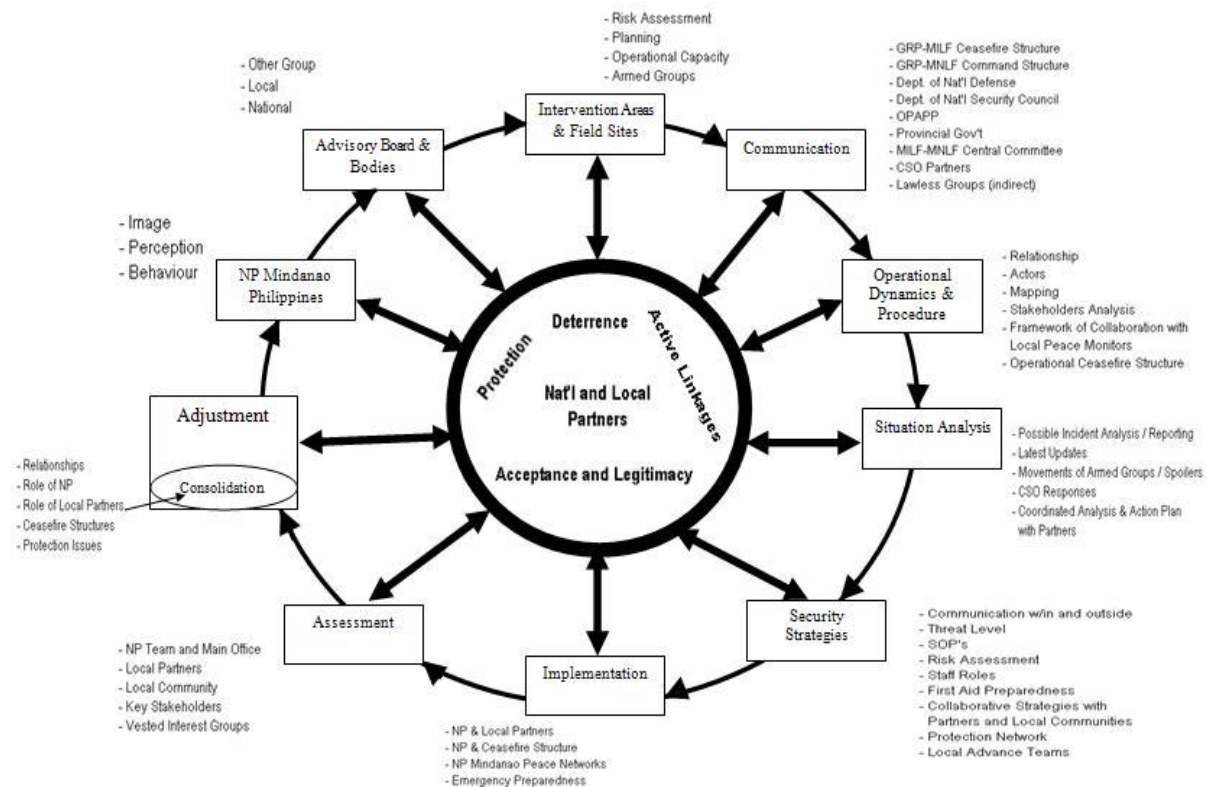 - Risk Assessment
- Planning
- Operational Capacity
- Armed Groups
Intervention Areas
& Field Sites
- GRP-MILF Ceasefire Structure
- GRP-MNLF Command Structure
- Dept. of Nat'l Defense
- Dept. of Nat'l Security Council
- OPAPP
- Provincial Gov't
- MILF-MNLF Central Committee
- CSO Partners
- Lawless Groups (indirect)
Communication
- Relationship
- Actors
- Mapping
- Stakeholders Analysis
- Framework of Collaboration with
Local Peace Monitors
- Operational Ceasefire Structure
Operational
Dynamics &
Procedure
Situation Analysis
- Possible Incident Analysis / Reporting
- Latest Updates
- Movements of Armed Groups / Spoilers
- CSO Responses
- Coordinated Analysis & Action Plan
with Partners
Security
Strategies
- Communication w/in and outside
- Threat Level
- SOP's
- Risk Assessment
- Staff Roles
- First Aid Preparedness
- Collaborative Strategies with
Partners and Local Communities
- Protection Network
- Local Advance Teams
Implementation
- NP & Local Partners
- NP & Ceasefire Structure
- NP Mindanao Peace Networks
- Emergency Preparedness
Assessment
- NP Team and Main Office
- Local Partners
- Local Community
- Key Stakeholders
- Vested Interest Groups
Adjustment
Consolidation
- Relationships
- Role of NP
- Role of Local Partners
- Ceasefire Structures
- Protection Issues
NP Mindanao
Philippines
- Image
- Perception
- Behaviour
Advisory Board &
Bodies
- Other Group
- Local
- National
Deterrence
Protection
Active Linkages
Nat'l and Local
Partners
Acceptance and Legitimacy